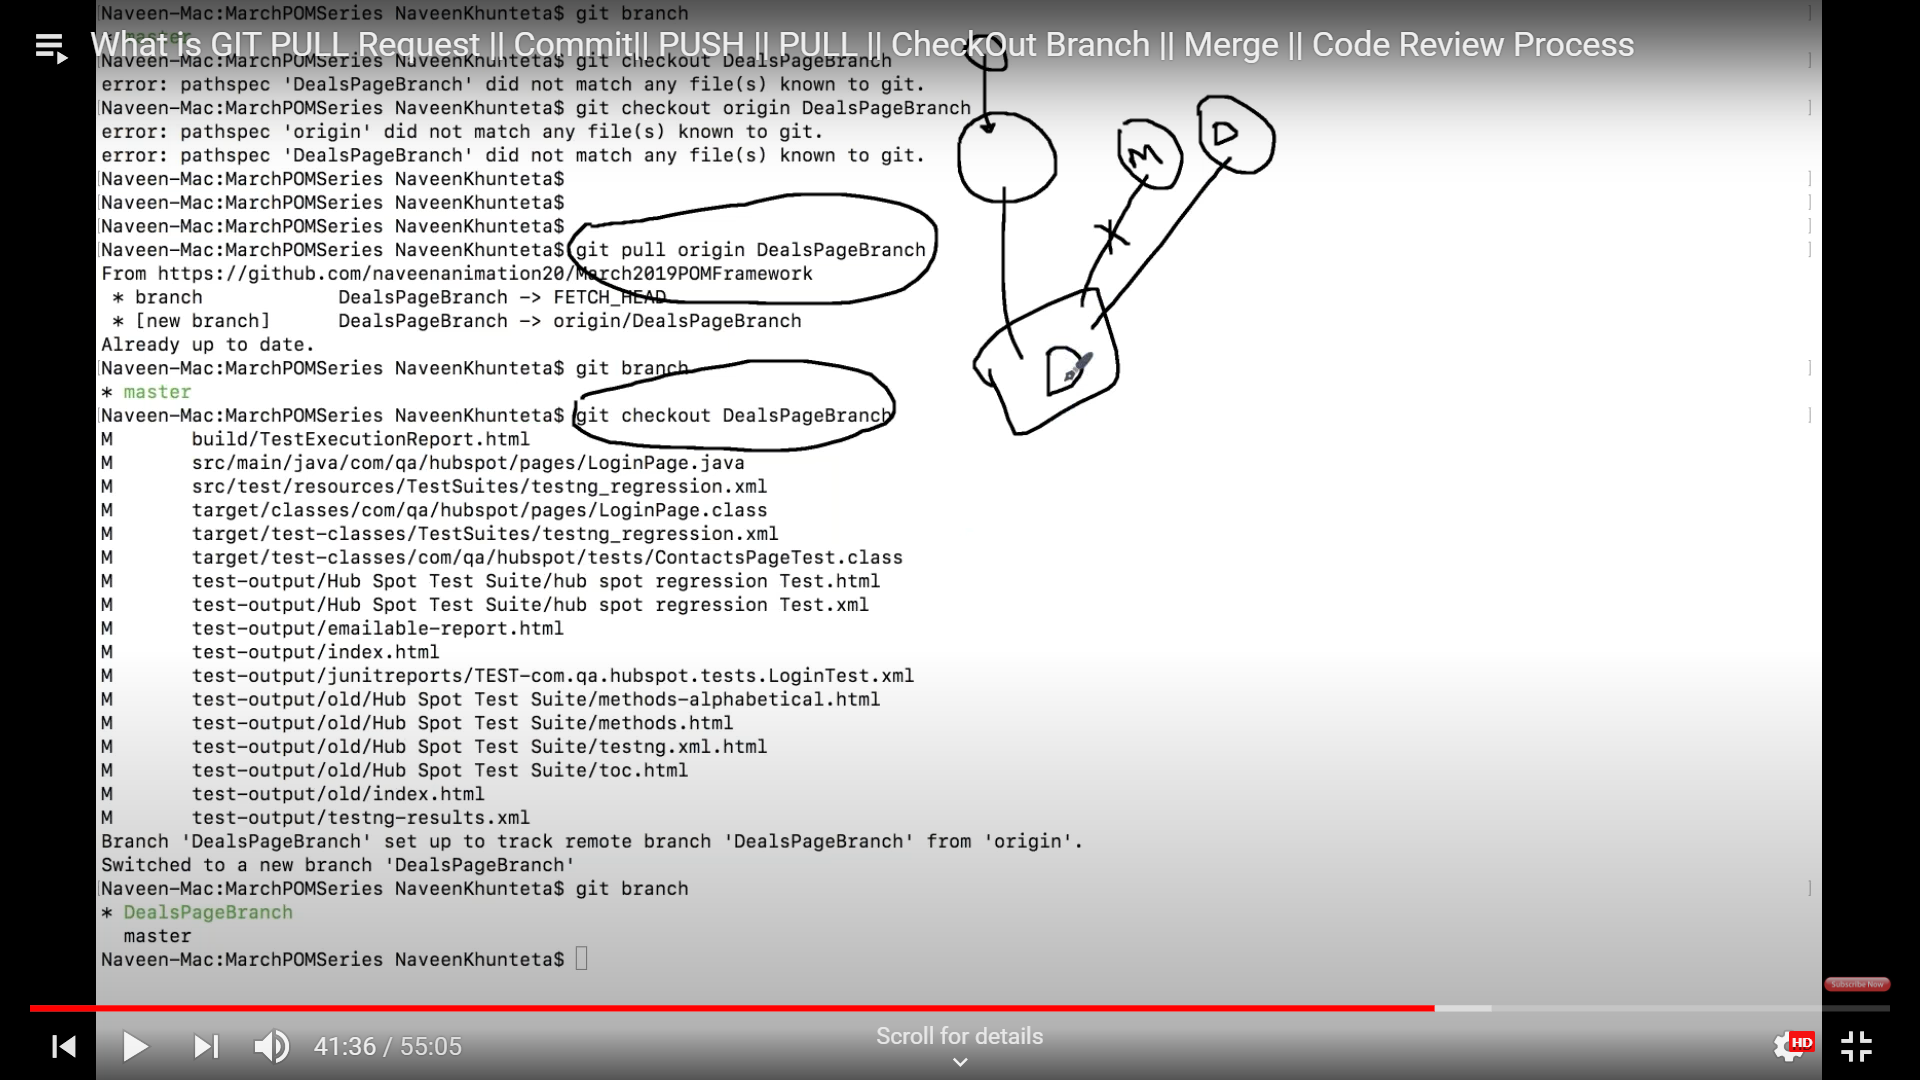 Naveen-Mac:MarchPOMSeries NaveenKhunteta$ git branch
* master
What Is GIT PULL Request || Commit|| PUSH || PULL || CheckOut Branch || Merge || Code Review Process
Naveen-Mac:MarchPOMSeries NaveenKhunteta$ git checkout DealsPageBranch
error: pathspec 'DealsPageBranch' did not match any file(s) known to git.
Naveen-Mac:MarchPOMSeries NaveenKhunteta$ git checkout origin DealsPageBranch
error: pathspec 'origin' did not match any file(s) known to git.
error: pathspec 'DealsPageBranch' did not match any file(s) known to git.
Naveen-Mac:MarchPOMSeries NaveenKhunteta$
Naveen-Mac:MarchPOMSeries NaveenKhunteta$
Naveen-Mac:MarchPOMSeries NaveenKhunteta$
Naveen-Mac:MarchPOMSeries NaveenKhunteta$ git pull origin DealsPageBranch
From https://github.com/naveenanimation20/March2019POMFramework
* branch DealsPageBranch -> FETCH_HEAD
* [new branch] DealsPageBranch -> origin/DealsPageBranch
Already up to date.
Naveen-Mac:MarchPOMSeries NaveenKhunteta$ git branch
* master
Naveen-Mac:MarchPOMSeries NaveenKhunteta$ git checkout DealsPageBranch
M build/TestExecutionReport.html
M src/main/java/com/qa/hubspot/pages/LoginPage.java
M src/test/resources/TestSuites/testng_regression.xml
M target/classes/com/qa/hubspot/pages/LoginPage.class
M target/test-classes/TestSuites/testng_regression.xml
M target/test-classes/com/qa/hubspot/tests/ContactsPageTest.class
M test-output/Hub Spot Test Suite/hub spot regression Test.html
M test-output/Hub Spot Test Suite/hub spot regression Test.xml
M test-output/emailable-report.html
M test-output/index.html
M test-output/junitreports/TEST-com.qa.hubspot.tests.LoginTest.xml
M test-output/old/Hub Spot Test Suite/methods-alphabetical.html
M test-output/old/Hub Spot Test Suite/methods.html
M test-output/old/Hub Spot Test Suite/testng.xml.html
M test-output/old/Hub Spot Test Suite/toc.html
M test-output/old/index.html
M test-output/testng-results.xml
Branch 'DealsPageBranch' set up to track remote branch 'DealsPageBranch' from 'origin'.
Switched to a new branch 'DealsPageBranch'
Naveen-Mac:MarchPOMSeries NaveenKhunteta$ git branch
* DealsPageBranch
master
Naveen-Mac:MarchPOMSeries NaveenKhunteta$
M
D
D
Subscribe Now
41:36 / 55:05
Scroll for details
HD